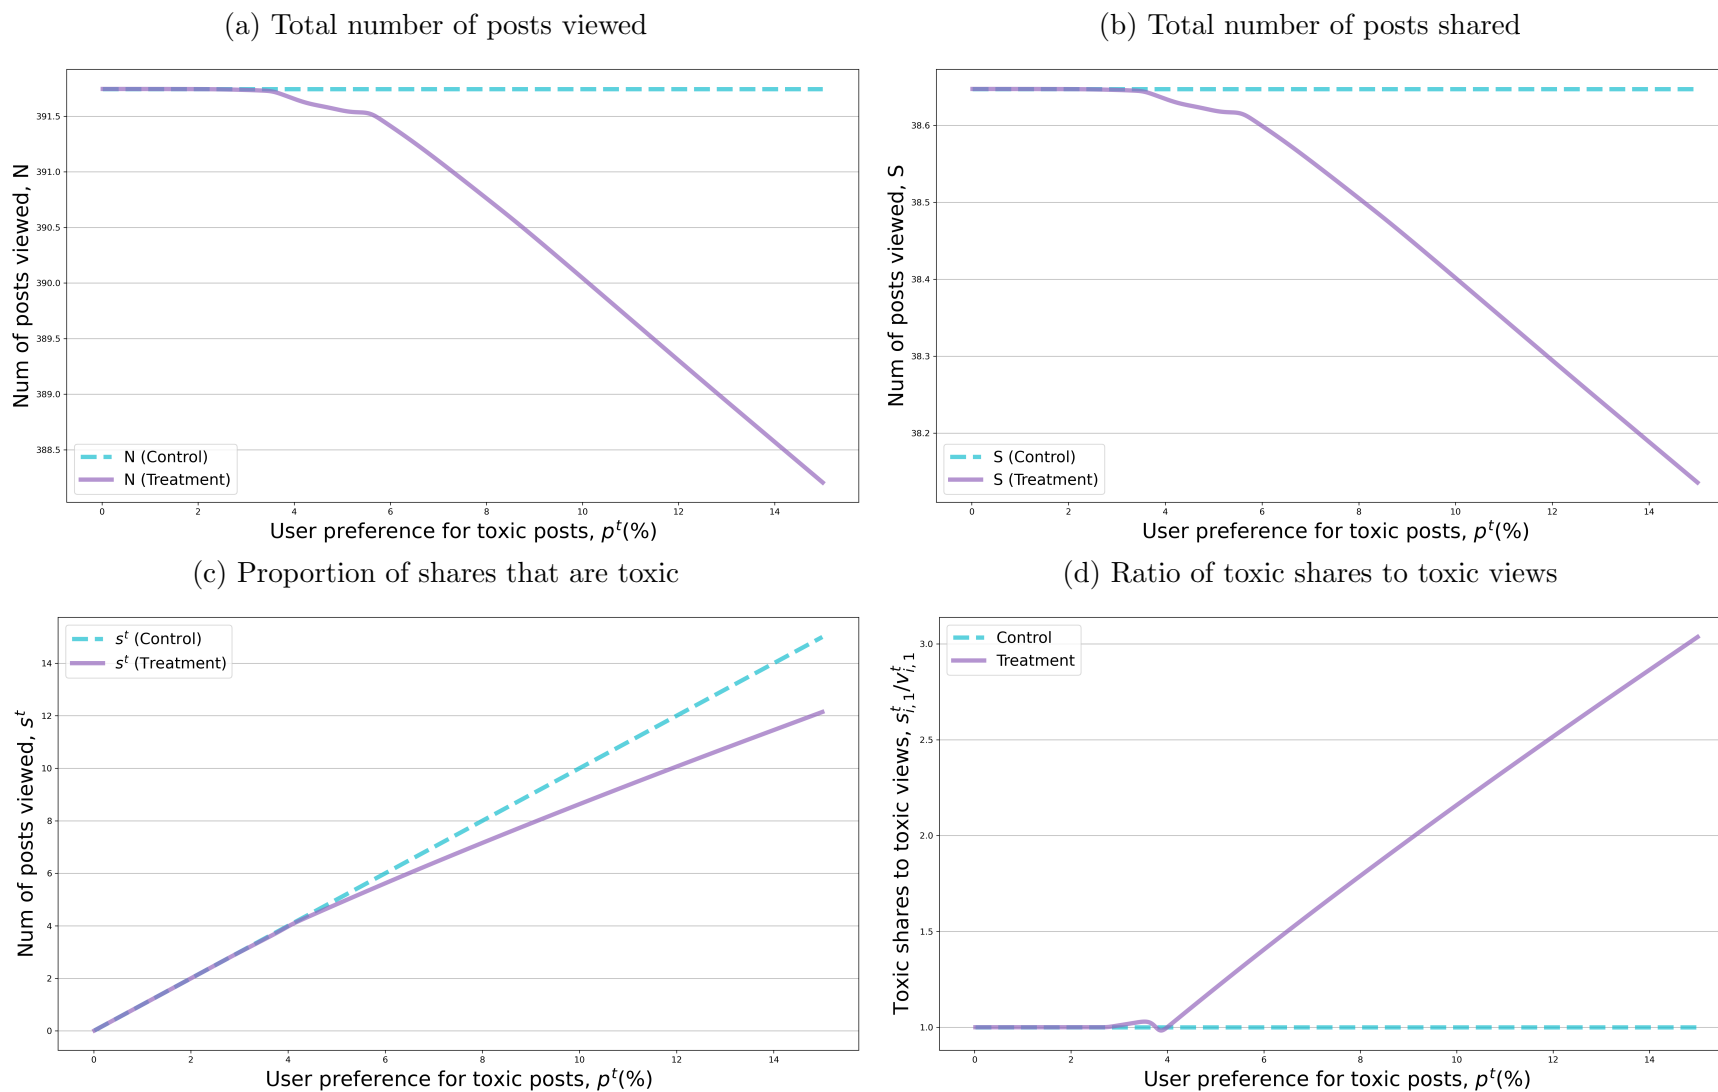 (a) Total number of posts viewed
Num of posts viewed, N
391.5
391.0
390.5
390.0
389.5
389.0
388.5
N (Control)
N (Treatment)
0 2 4 6 8 10 12 14
User preference for toxic posts, p^t(%)
(b) Total number of posts shared
Num of posts viewed, S
38.6
38.5
38.4
38.3
38.2
S (Control)
S (Treatment)
0 2 4 6 8 10 12 14
User preference for toxic posts, p^t(%)
(c) Proportion of shares that are toxic
Num of posts viewed, s^t
14
12
10
8
6
4
2
0
s^t (Control)
s^t (Treatment)
0 2 4 6 8 10 12 14
User preference for toxic posts, p^t(%)
(d) Ratio of toxic shares to toxic views
Toxic shares to toxic views, s^t_{i,1}/v^t_{i,1}
3.0
2.5
2.0
1.5
1.0
Control
Treatment
0 2 4 6 8 10 12 14
User preference for toxic posts, p^t(%)